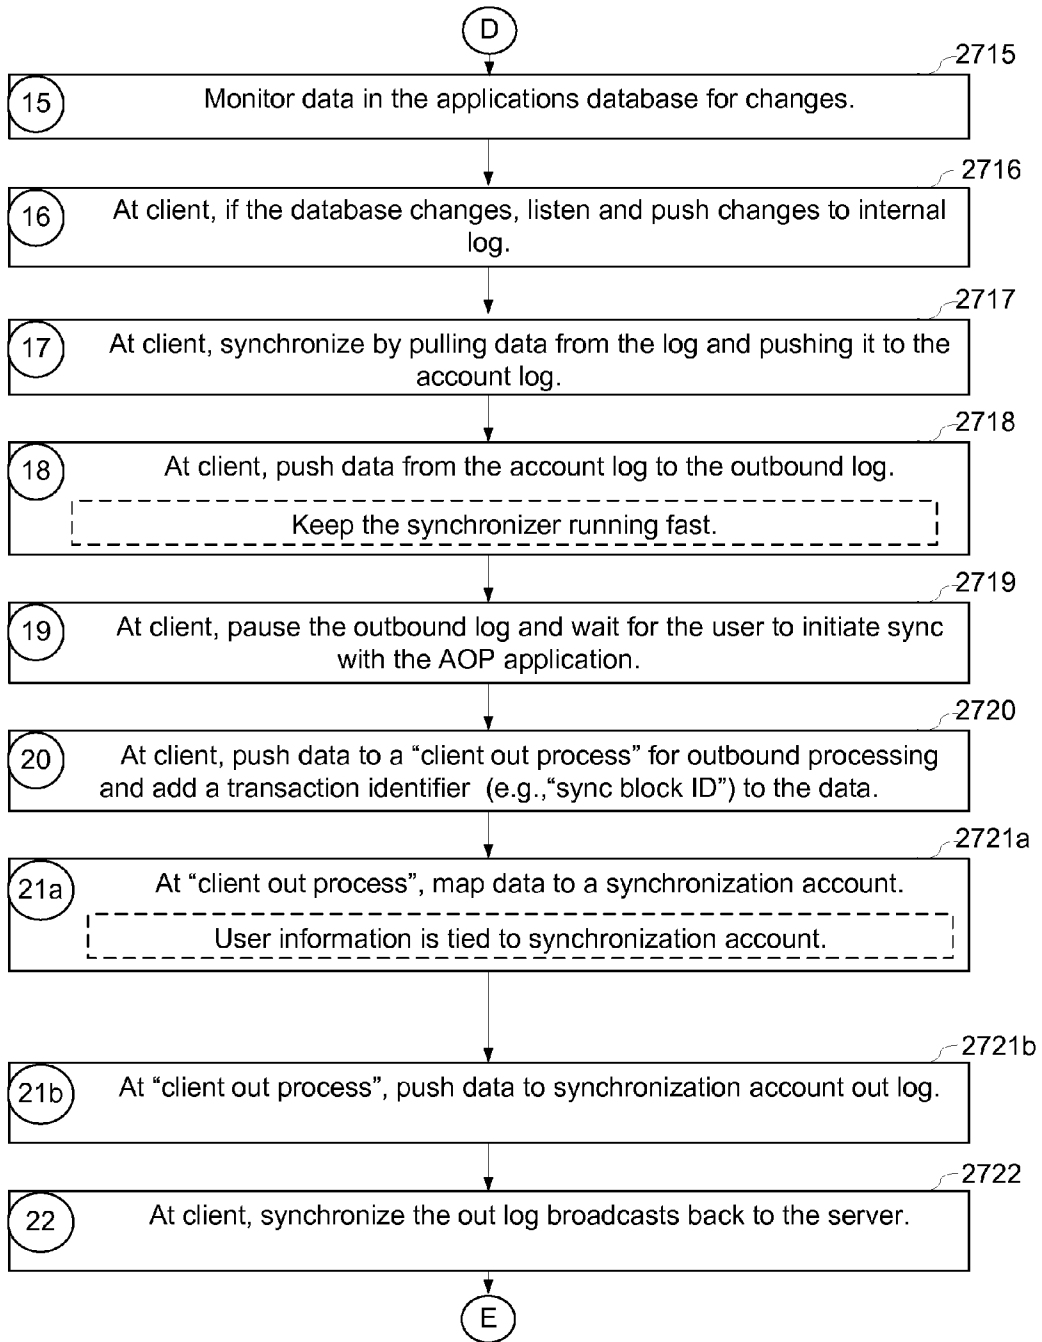 D
2715
15
Monitor data in the applications database for changes.
2716
16
At client, if the database changes, listen and push changes to internal
log.
2717
17
At client, synchronize by pulling data from the log and pushing it to the
account log.
2718
18
At client, push data from the account log to the outbound log.
Keep the synchronizer running fast.
2719
19
At client, pause the outbound log and wait for the user to initiate sync
with the AOP application.
2720
20
At client, push data to a “client out process” for outbound processing
and add a transaction identifier (e.g.,“sync block ID”) to the data.
2721a
21a
At “client out process”, map data to a synchronization account.
User information is tied to synchronization account.
2721b
21b
At “client out process”, push data to synchronization account out log.
2722
22
At client, synchronize the out log broadcasts back to the server.
E